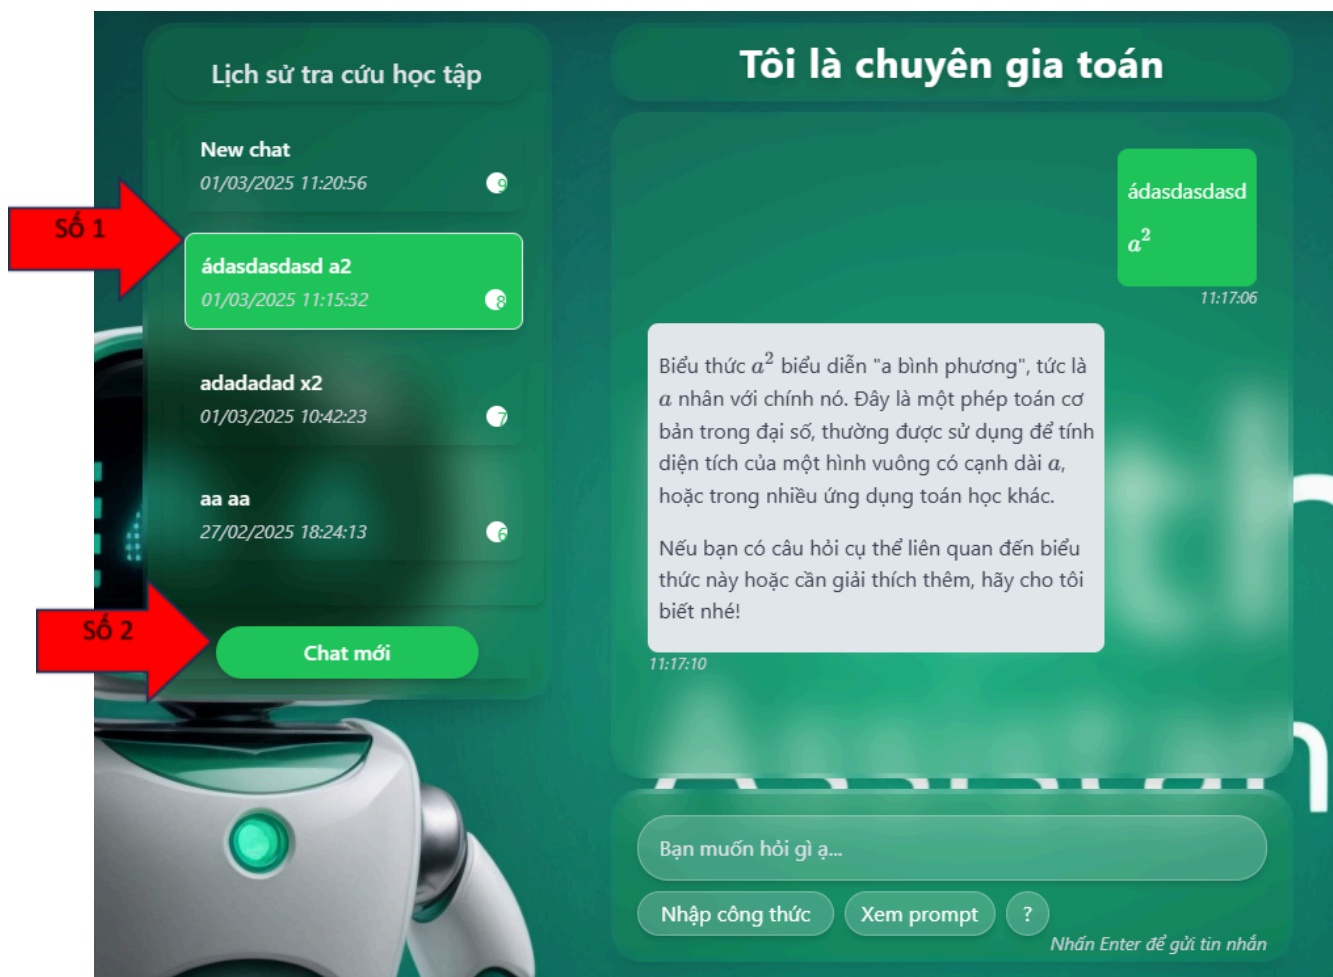 Lịch sử tra cứu học tập
New chat
01/03/2025 11:20:56
9
Số 1
ádasdasdasd a2
01/03/2025 11:15:32
8
adadadad x2
01/03/2025 10:42:23
7
aa aa
27/02/2025 18:24:13
6
Số 2
Chat mới
Tôi là chuyên gia toán
ádasdasdasd
a²
11:17:06
Biểu thức a² biểu diễn "a bình phương", tức là
a nhân với chính nó. Đây là một phép toán cơ
bản trong đại số, thường được sử dụng để tính
diện tích của một hình vuông có cạnh dài a,
hoặc trong nhiều ứng dụng toán học khác.
Nếu bạn có câu hỏi cụ thể liên quan đến biểu
thức này hoặc cần giải thích thêm, hãy cho tôi
biết nhé!
11:17:10
Bạn muốn hỏi gì ạ...
Nhập công thức
Xem prompt
?
Nhấn Enter để gửi tin nhắn